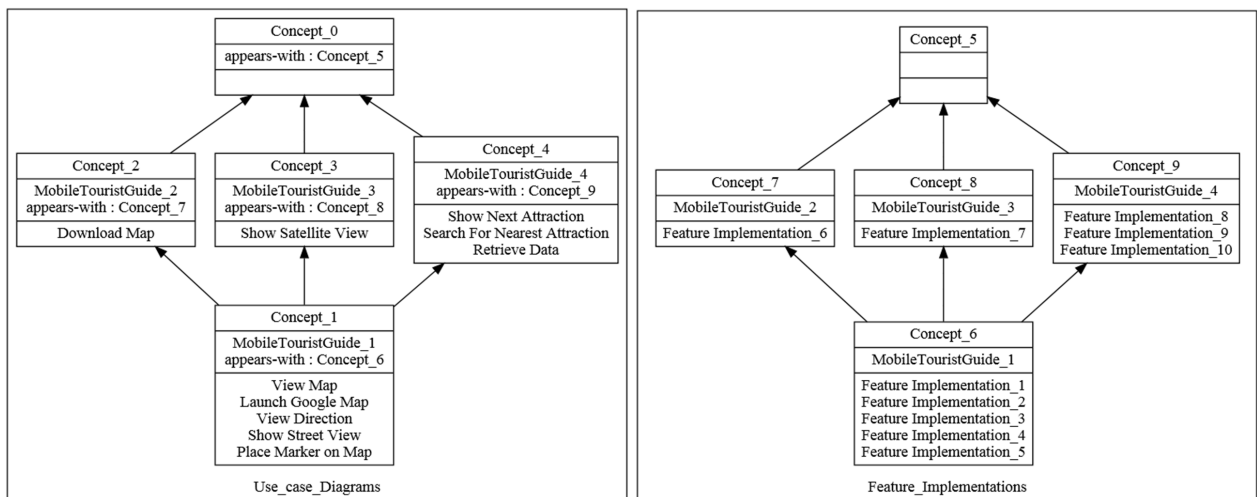 Concept_0
appears-with : Concept_5
Concept_2
MobileTouristGuide_2
appears-with : Concept_7
Download Map
Concept_3
MobileTouristGuide_3
appears-with : Concept_8
Show Satellite View
Concept_4
MobileTouristGuide_4
appears-with : Concept_9
Show Next Attraction
Search For Nearest Attraction
Retrieve Data
Concept_1
MobileTouristGuide_1
appears-with : Concept_6
View Map
Launch Google Map
View Direction
Show Street View
Place Marker on Map
Use_case_Diagrams
Concept_5
Concept_7
MobileTouristGuide_2
Feature Implementation_6
Concept_8
MobileTouristGuide_3
Feature Implementation_7
Concept_9
MobileTouristGuide_4
Feature Implementation_8
Feature Implementation_9
Feature Implementation_10
Concept_6
MobileTouristGuide_1
Feature Implementation_1
Feature Implementation_2
Feature Implementation_3
Feature Implementation_4
Feature Implementation_5
Feature_Implementations